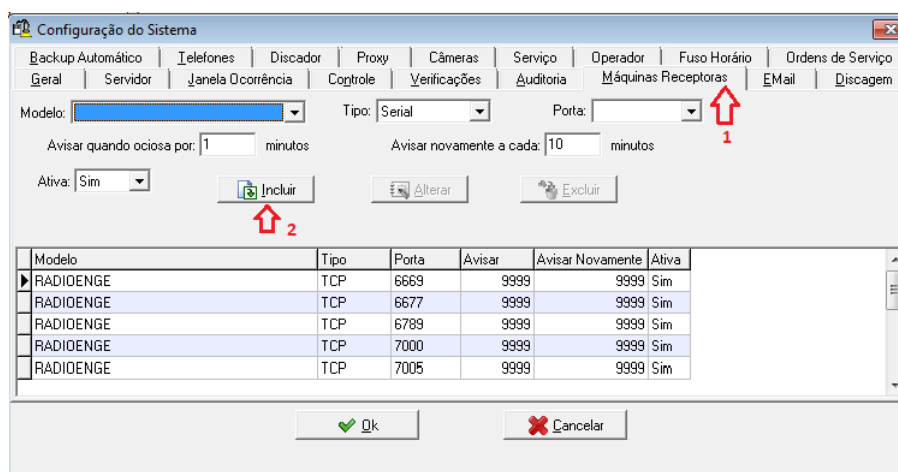 Configuração do Sistema
Backup Automático Telefones Discador Proxy Câmeras Serviço Operador Fuso Horário Ordens de Serviço
Geral Servidor Janela Ocorrência Controle Verificações Auditoria Máquinas Receptoras EMail Discagem
Modelo: Tipo: Serial Porta:
1
Avisar quando ociosa por: 1 minutos Avisar novamente a cada: 10 minutos
Ativa: Sim Incluir Alterar Excluir
2
Modelo Tipo Porta Avisar Avisar Novamente Ativa
RADIOENGE TCP 6669 9999 9999 Sim
RADIOENGE TCP 6677 9999 9999 Sim
RADIOENGE TCP 6789 9999 9999 Sim
RADIOENGE TCP 7000 9999 9999 Sim
RADIOENGE TCP 7005 9999 9999 Sim
Ok Cancelar